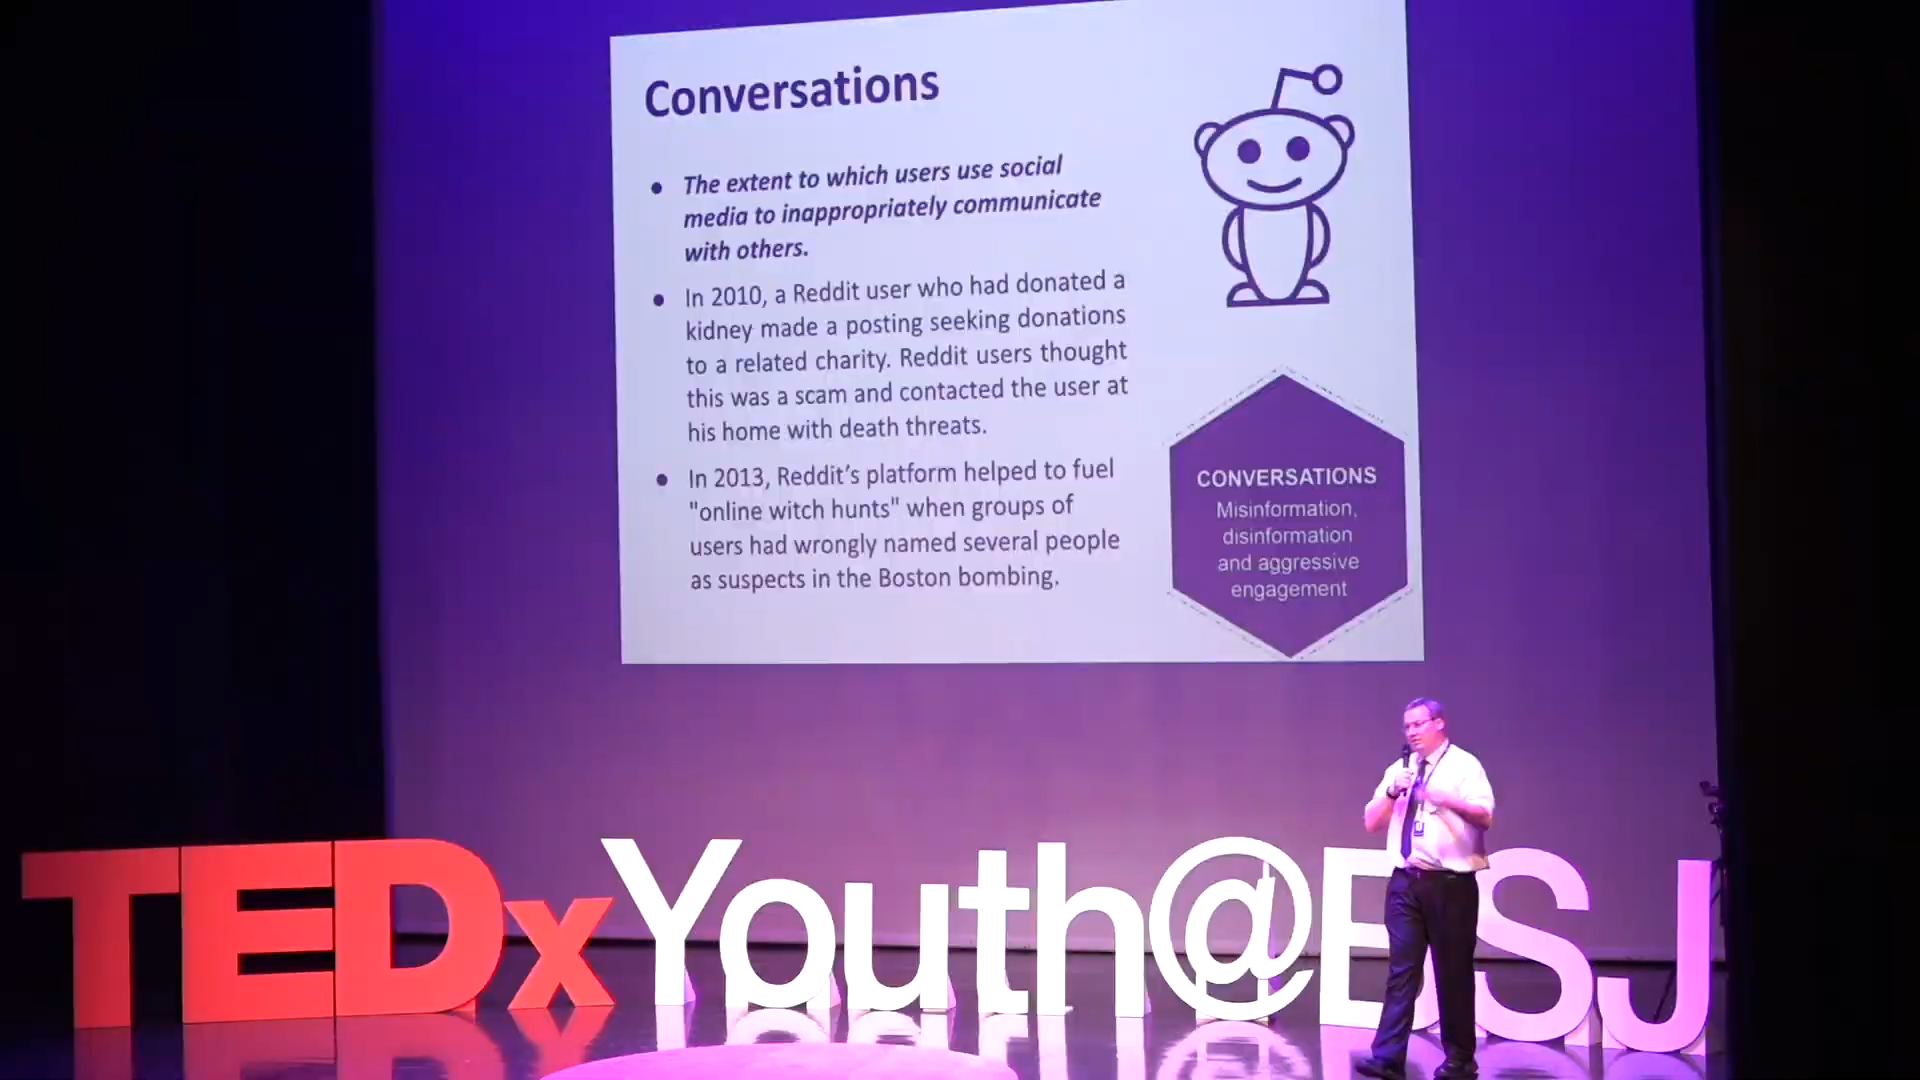 Conversations
• The extent to which users use social
media to inappropriately communicate
with others.
• In 2010, a Reddit user who had donated a
kidney made a posting seeking donations
to a related charity. Reddit users thought
this was a scam and contacted the user at
his home with death threats.
• In 2013, Reddit’s platform helped to fuel
"online witch hunts" when groups of
users had wrongly named several people
as suspects in the Boston bombing.
CONVERSATIONS
Misinformation,
disinformation
and aggressive
engagement
TEDxYouth@BSJ